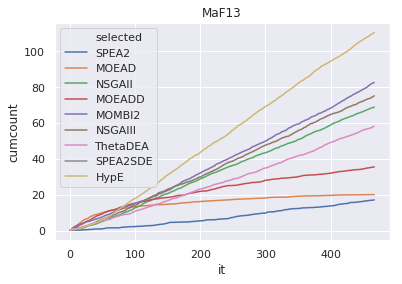 MaF13
selected
SPEA2
MOEAD
NSGAII
MOEADD
MOMBI2
NSGAIII
ThetaDEA
SPEA2SDE
HypE
cumcount
100
80
60
40
20
0
0 100 200 300 400
it